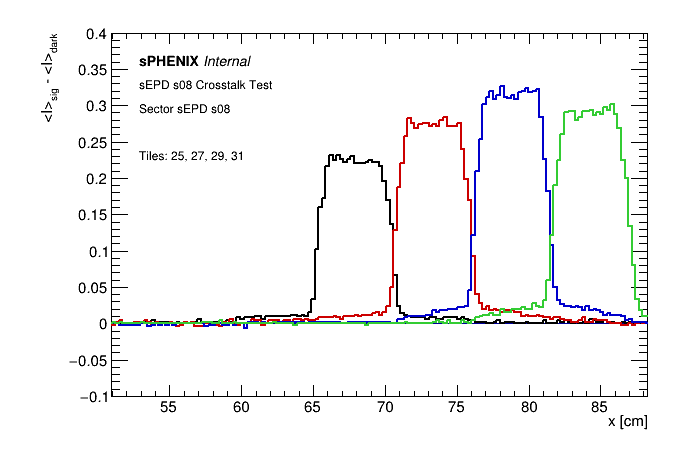 <I>sig - <I>dark
0.4
0.35
0.3
0.25
0.2
0.15
0.1
0.05
0
−0.05
−0.1
sPHENIX Internal
sEPD s08 Crosstalk Test
Sector sEPD s08
Tiles: 25, 27, 29, 31
55 60 65 70 75 80 85
x [cm]